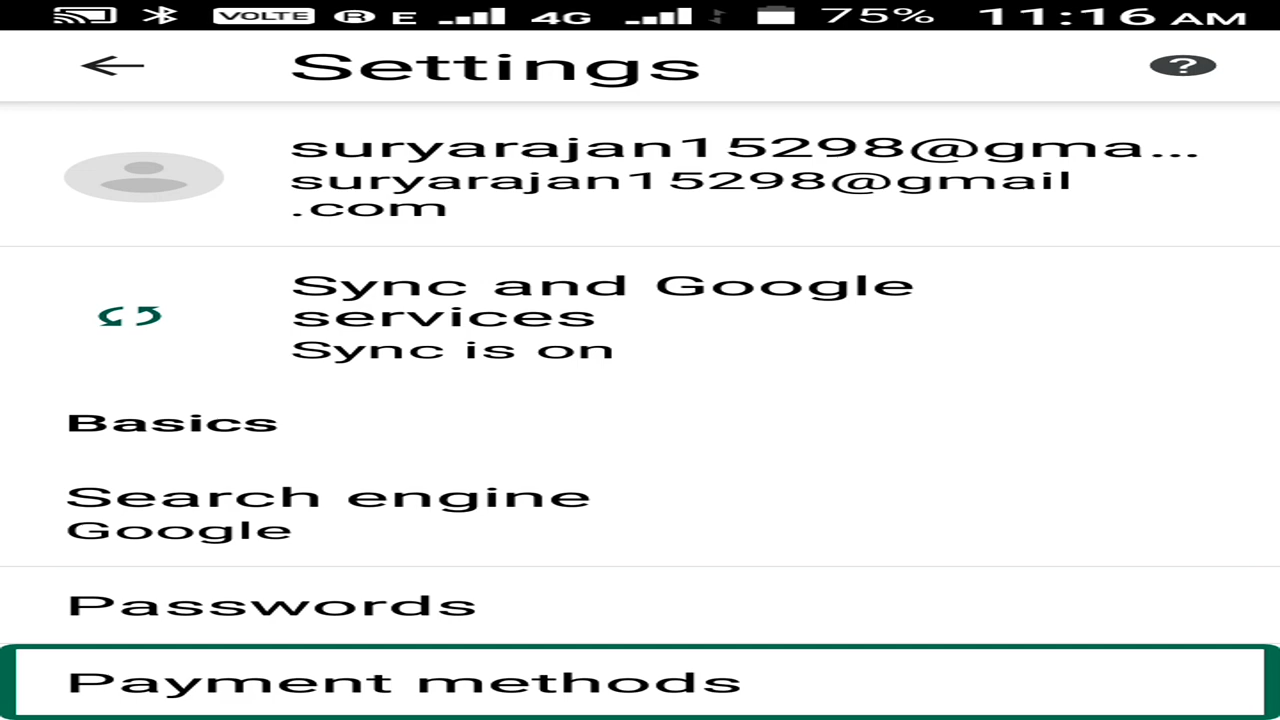 VOLTE R E 4G 75% 11:16 AM
Settings
?
suryarajan15298@gma...
suryarajan15298@gmail
.com
Sync and Google
services
Sync is on
Basics
Search engine
Google
Passwords
Payment methods